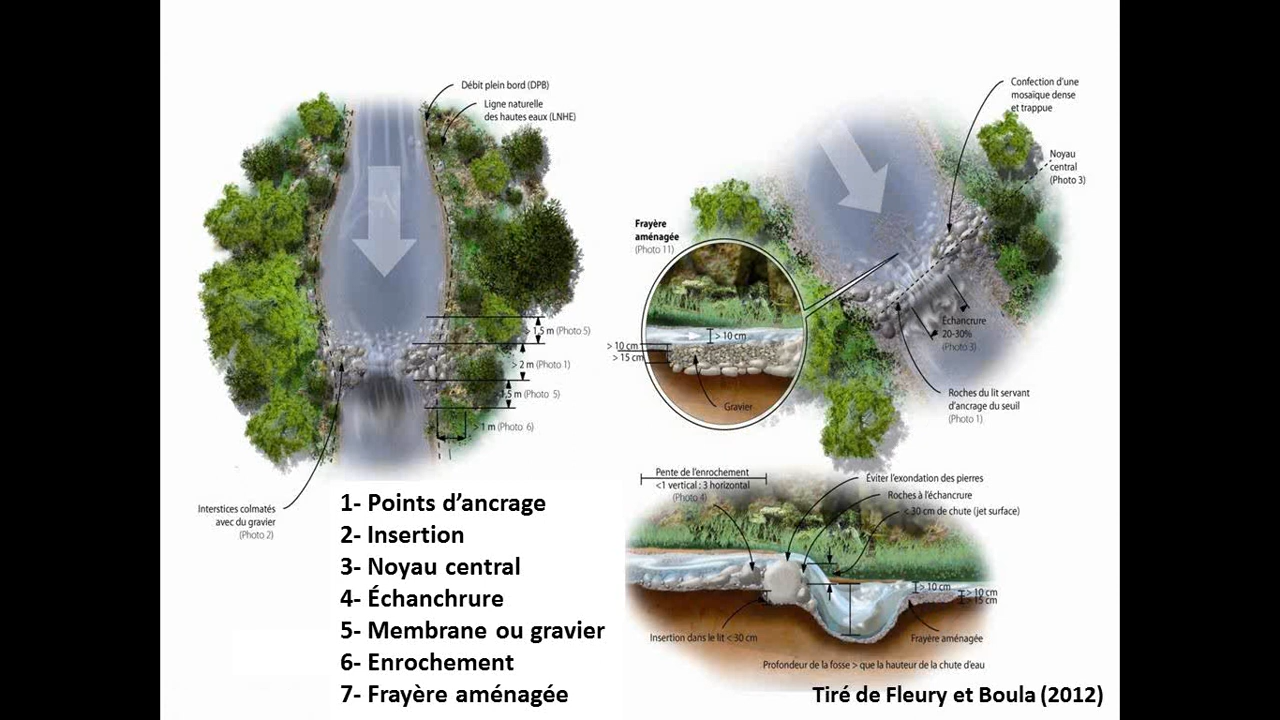 Débit plein bord (DPB)
Ligne naturelle
des hautes eaux (LNHE)
> 1,5 m (Photo 5)
> 2 m (Photo 1)
1,5 m (Photo 5)
> 1 m (Photo 6)
Interstices colmatés
avec du gravier
(Photo 2)
Confection d'une
mosaïque dense
et trappue
Noyau
central
(Photo 3)
Frayère
aménagée
(Photo 11)
> 10 cm
> 10 cm
> 15 cm
Gravier
Échancrure
20-30%
(Photo 3)
Roches du lit servant
d'ancrage du seuil
(Photo 1)
Pente de l'enrochement
<1 vertical : 3 horizontal
(Photo 4)
Éviter l'exondation des pierres
Roches à l'échancrure
< 30 cm de chute (jet surface)
> 10 cm
> 10 cm
> 15 cm
Insertion dans le lit < 30 cm
Frayère aménagée
Profondeur de la fosse > que la hauteur de la chute d'eau
1- Points d'ancrage
2- Insertion
3- Noyau central
4- Échanchrure
5- Membrane ou gravier
6- Enrochement
7- Frayère aménagée
Tiré de Fleury et Boula (2012)